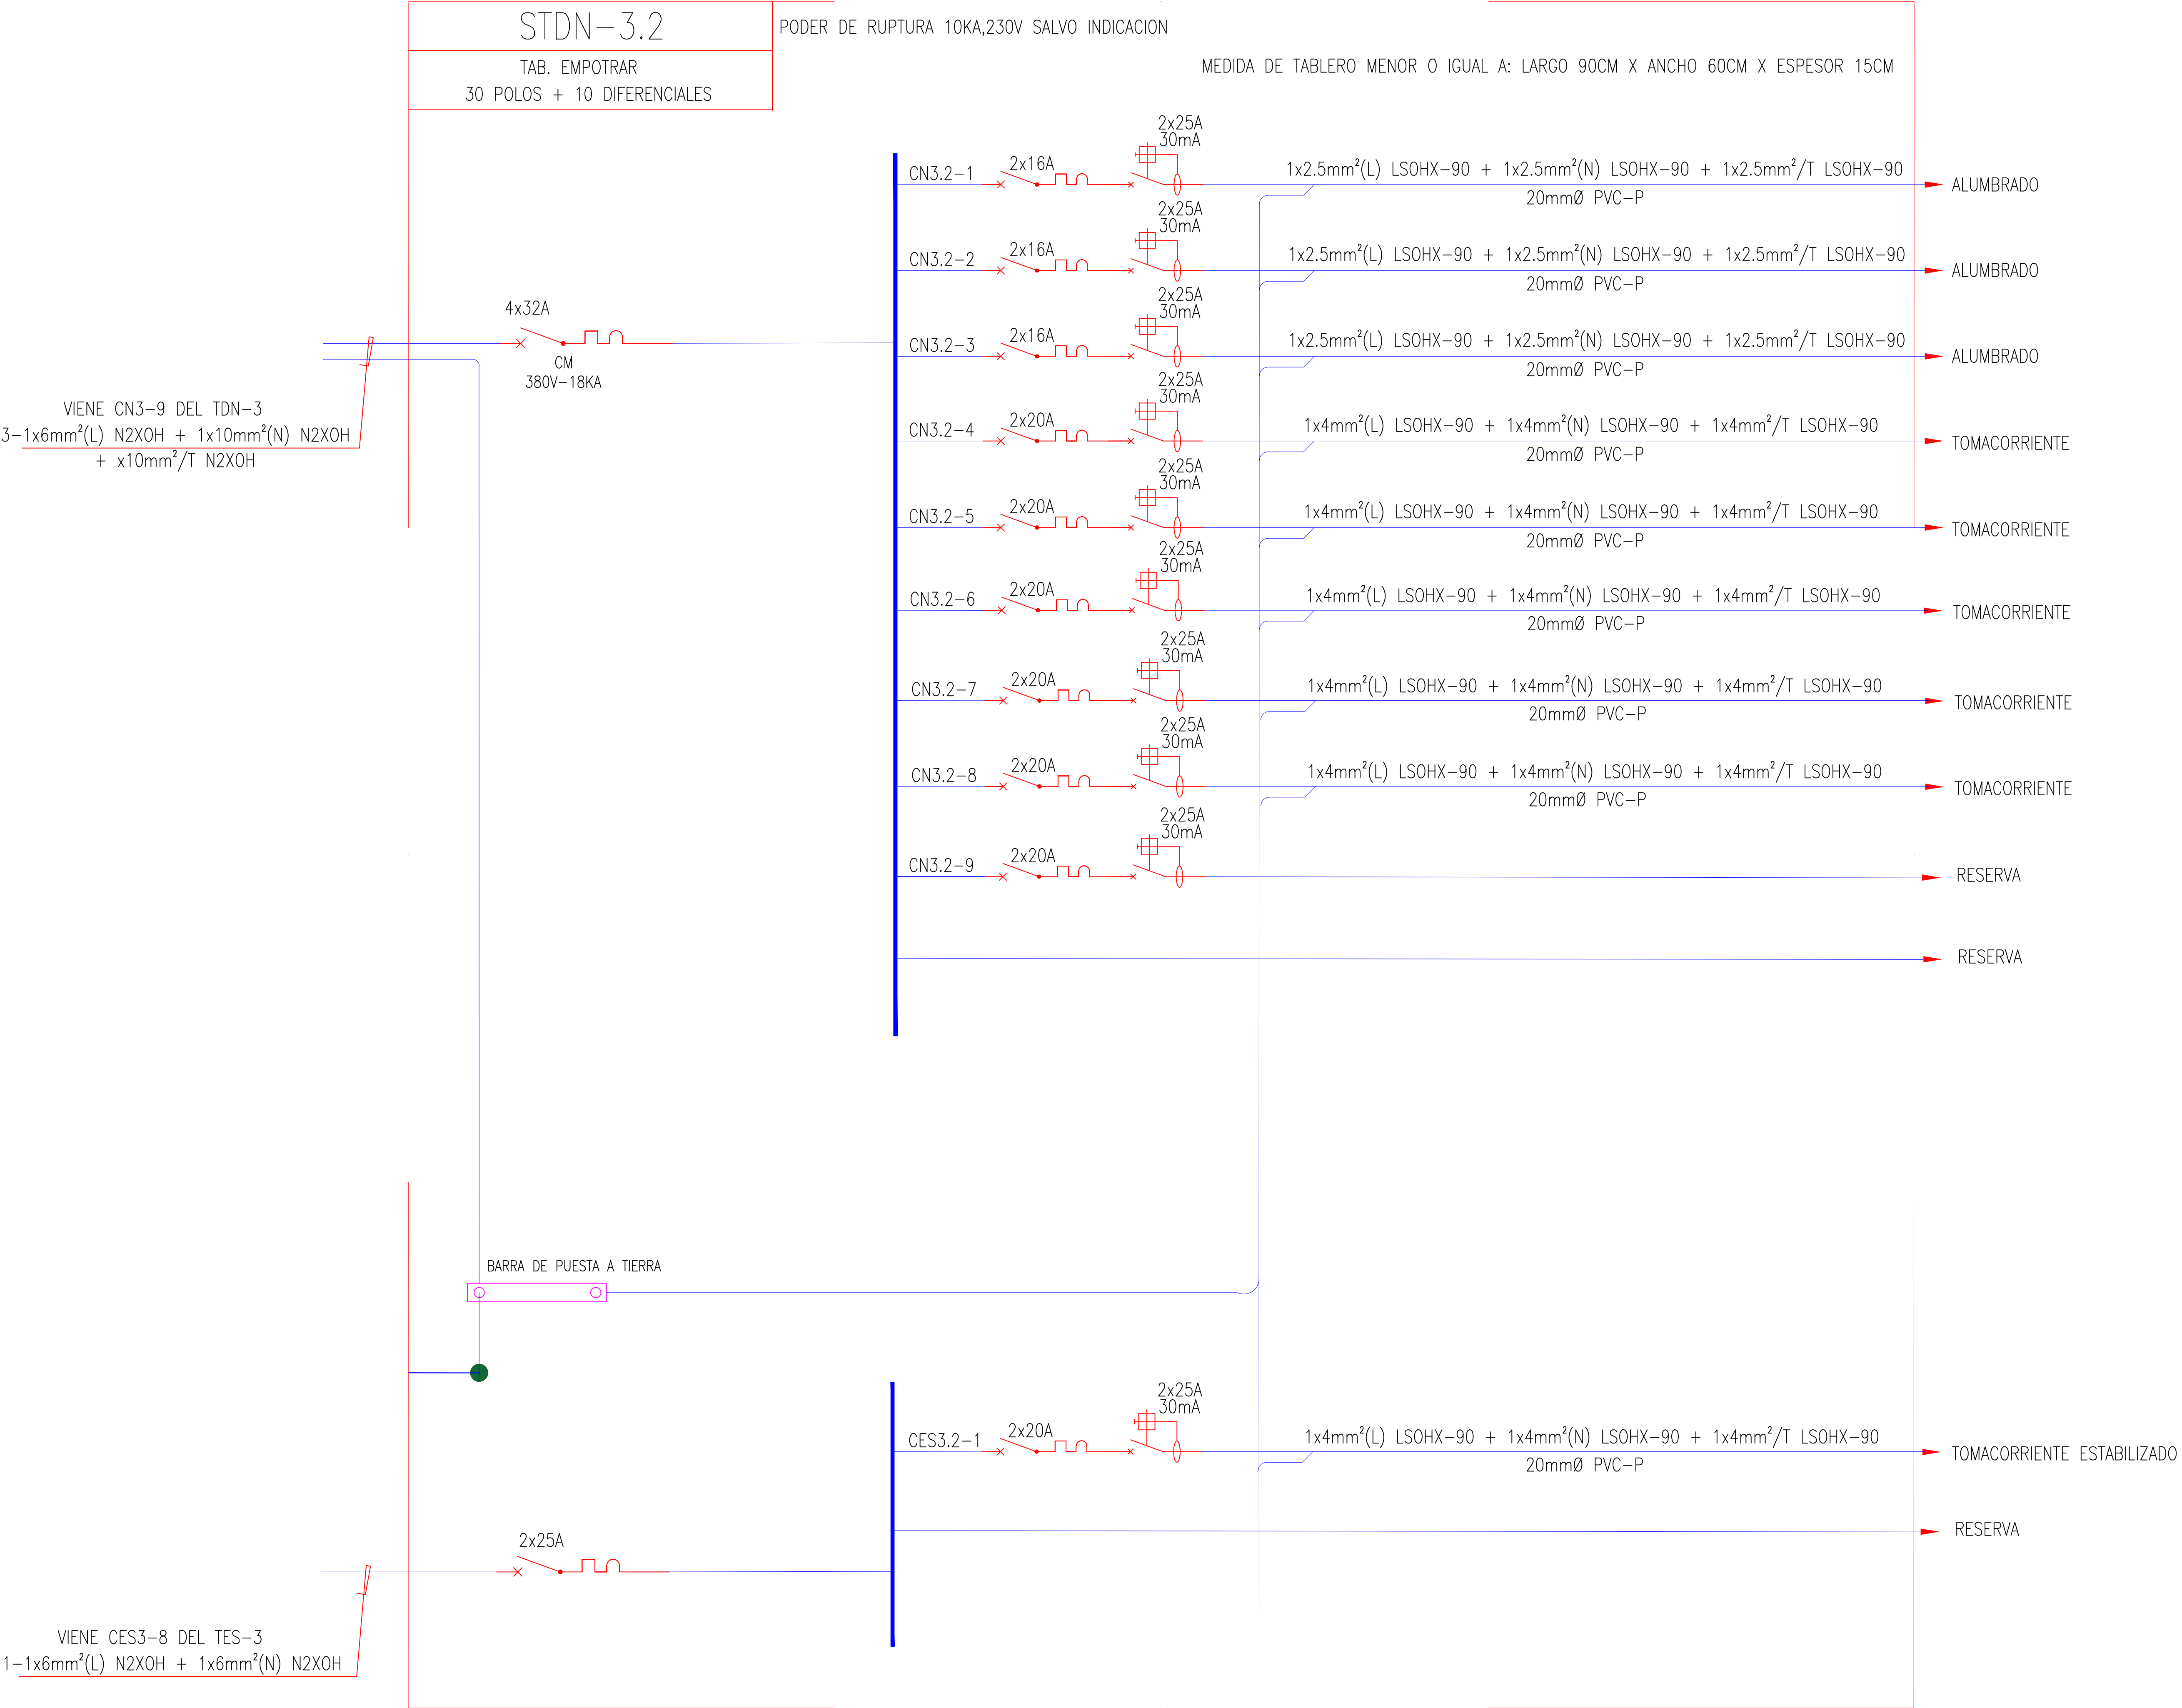 STDN-3.2
PODER DE RUPTURA 10KA,230V SALVO INDICACION
TAB. EMPOTRAR
30 POLOS + 10 DIFERENCIALES
MEDIDA DE TABLERO MENOR O IGUAL A: LARGO 90CM X ANCHO 60CM X ESPESOR 15CM
2x25A
30mA
CN3.2-1
2x16A
1x2.5mm²(L) LSOHX-90 + 1x2.5mm²(N) LSOHX-90 + 1x2.5mm²/T LSOHX-90
20mmØ PVC-P
ALUMBRADO
2x25A
30mA
CN3.2-2
2x16A
1x2.5mm²(L) LSOHX-90 + 1x2.5mm²(N) LSOHX-90 + 1x2.5mm²/T LSOHX-90
20mmØ PVC-P
ALUMBRADO
4x32A
CM
380V-18KA
2x25A
30mA
CN3.2-3
2x16A
1x2.5mm²(L) LSOHX-90 + 1x2.5mm²(N) LSOHX-90 + 1x2.5mm²/T LSOHX-90
20mmØ PVC-P
ALUMBRADO
VIENE CN3-9 DEL TDN-3
3-1x6mm²(L) N2XOH + 1x10mm²(N) N2XOH
+ x10mm²/T N2XOH
2x25A
30mA
CN3.2-4
2x20A
1x4mm²(L) LSOHX-90 + 1x4mm²(N) LSOHX-90 + 1x4mm²/T LSOHX-90
20mmØ PVC-P
TOMACORRIENTE
2x25A
30mA
CN3.2-5
2x20A
1x4mm²(L) LSOHX-90 + 1x4mm²(N) LSOHX-90 + 1x4mm²/T LSOHX-90
20mmØ PVC-P
TOMACORRIENTE
2x25A
30mA
CN3.2-6
2x20A
1x4mm²(L) LSOHX-90 + 1x4mm²(N) LSOHX-90 + 1x4mm²/T LSOHX-90
20mmØ PVC-P
TOMACORRIENTE
2x25A
30mA
CN3.2-7
2x20A
1x4mm²(L) LSOHX-90 + 1x4mm²(N) LSOHX-90 + 1x4mm²/T LSOHX-90
20mmØ PVC-P
TOMACORRIENTE
2x25A
30mA
CN3.2-8
2x20A
1x4mm²(L) LSOHX-90 + 1x4mm²(N) LSOHX-90 + 1x4mm²/T LSOHX-90
20mmØ PVC-P
TOMACORRIENTE
2x25A
30mA
CN3.2-9
2x20A
RESERVA
RESERVA
BARRA DE PUESTA A TIERRA
2x25A
30mA
CES3.2-1
2x20A
1x4mm²(L) LSOHX-90 + 1x4mm²(N) LSOHX-90 + 1x4mm²/T LSOHX-90
20mmØ PVC-P
TOMACORRIENTE ESTABILIZADO
RESERVA
2x25A
VIENE CES3-8 DEL TES-3
1-1x6mm²(L) N2XOH + 1x6mm²(N) N2XOH